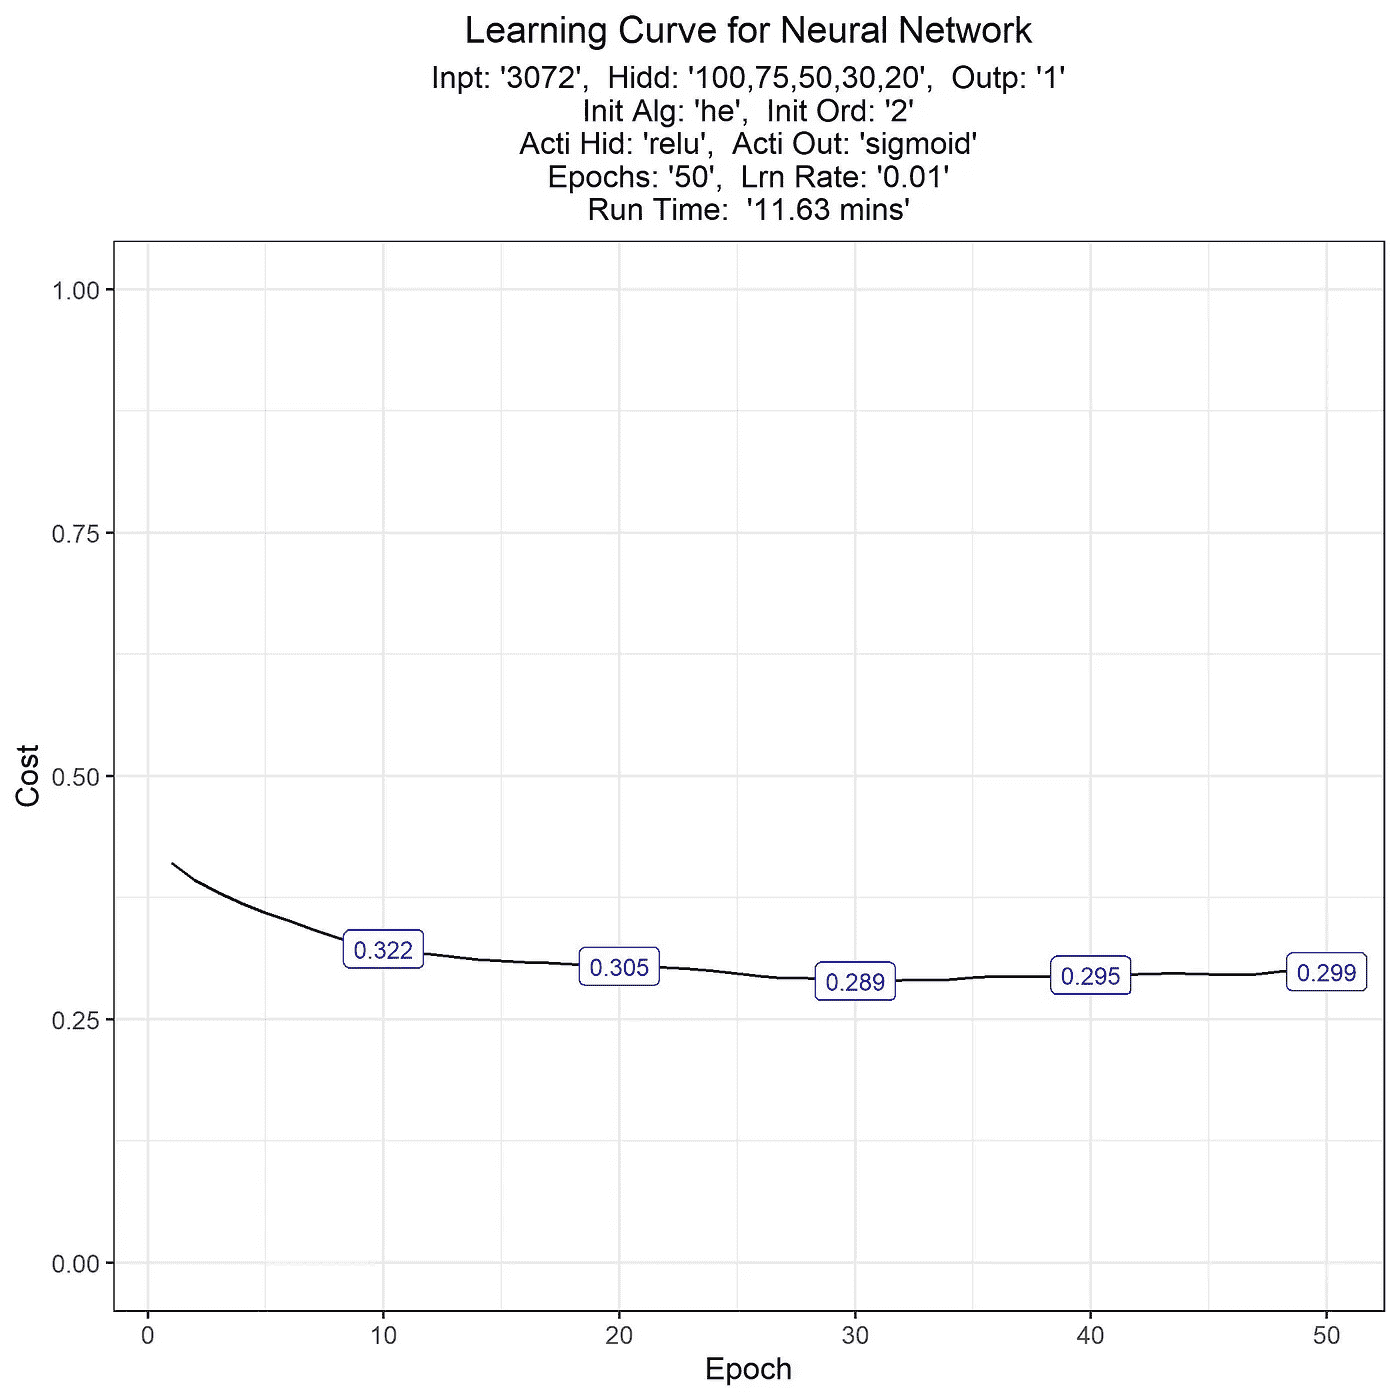 Learning Curve for Neural Network
Inpt: '3072',  Hidd: '100,75,50,30,20',  Outp: '1'
Init Alg: 'he',  Init Ord: '2'
Acti Hid: 'relu',  Acti Out: 'sigmoid'
Epochs: '50',  Lrn Rate: '0.01'
Run Time:  '11.63 mins'
1.00
0.75
0.50
0.25
0.00
Cost
0.322
0.305
0.289
0.295
0.299
0 10 20 30 40 50
Epoch